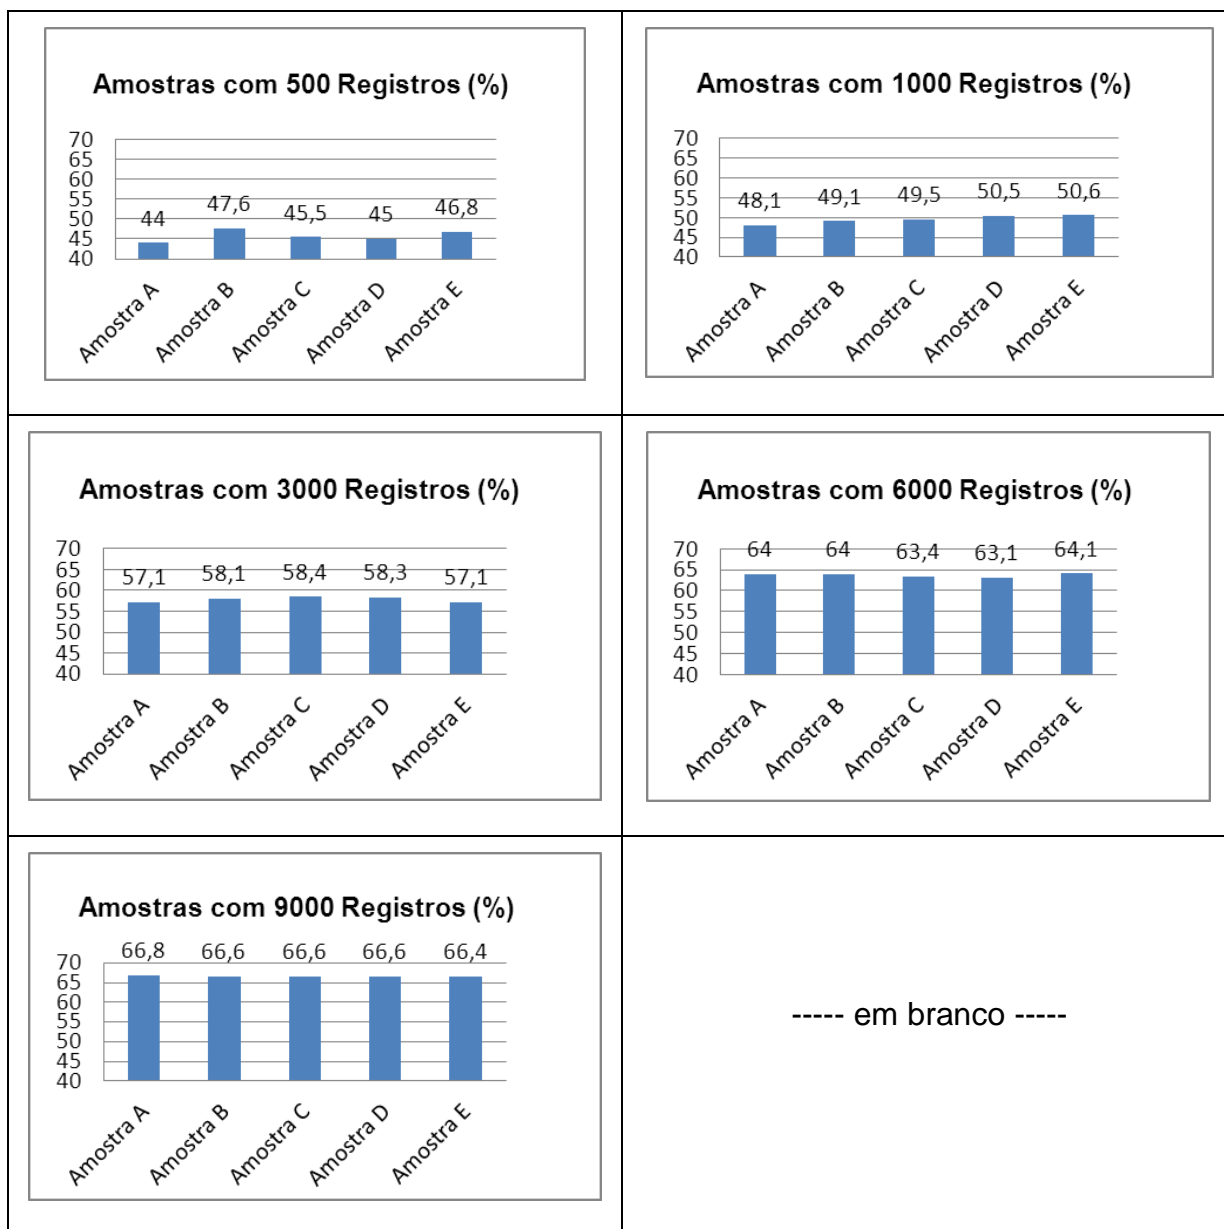 Amostras com 500 Registros (%)
70
65
60
55
50
45
40
44
47,6
45,5
45
46,8
Amostra A
Amostra B
Amostra C
Amostra D
Amostra E
Amostras com 1000 Registros (%)
70
65
60
55
50
45
40
48,1
49,1
49,5
50,5
50,6
Amostra A
Amostra B
Amostra C
Amostra D
Amostra E
Amostras com 3000 Registros (%)
70
65
60
55
50
45
40
57,1
58,1
58,4
58,3
57,1
Amostra A
Amostra B
Amostra C
Amostra D
Amostra E
Amostras com 6000 Registros (%)
70
65
60
55
50
45
40
64
64
63,4
63,1
64,1
Amostra A
Amostra B
Amostra C
Amostra D
Amostra E
Amostras com 9000 Registros (%)
70
65
60
55
50
45
40
66,8
66,6
66,6
66,6
66,4
Amostra A
Amostra B
Amostra C
Amostra D
Amostra E
----- em branco -----